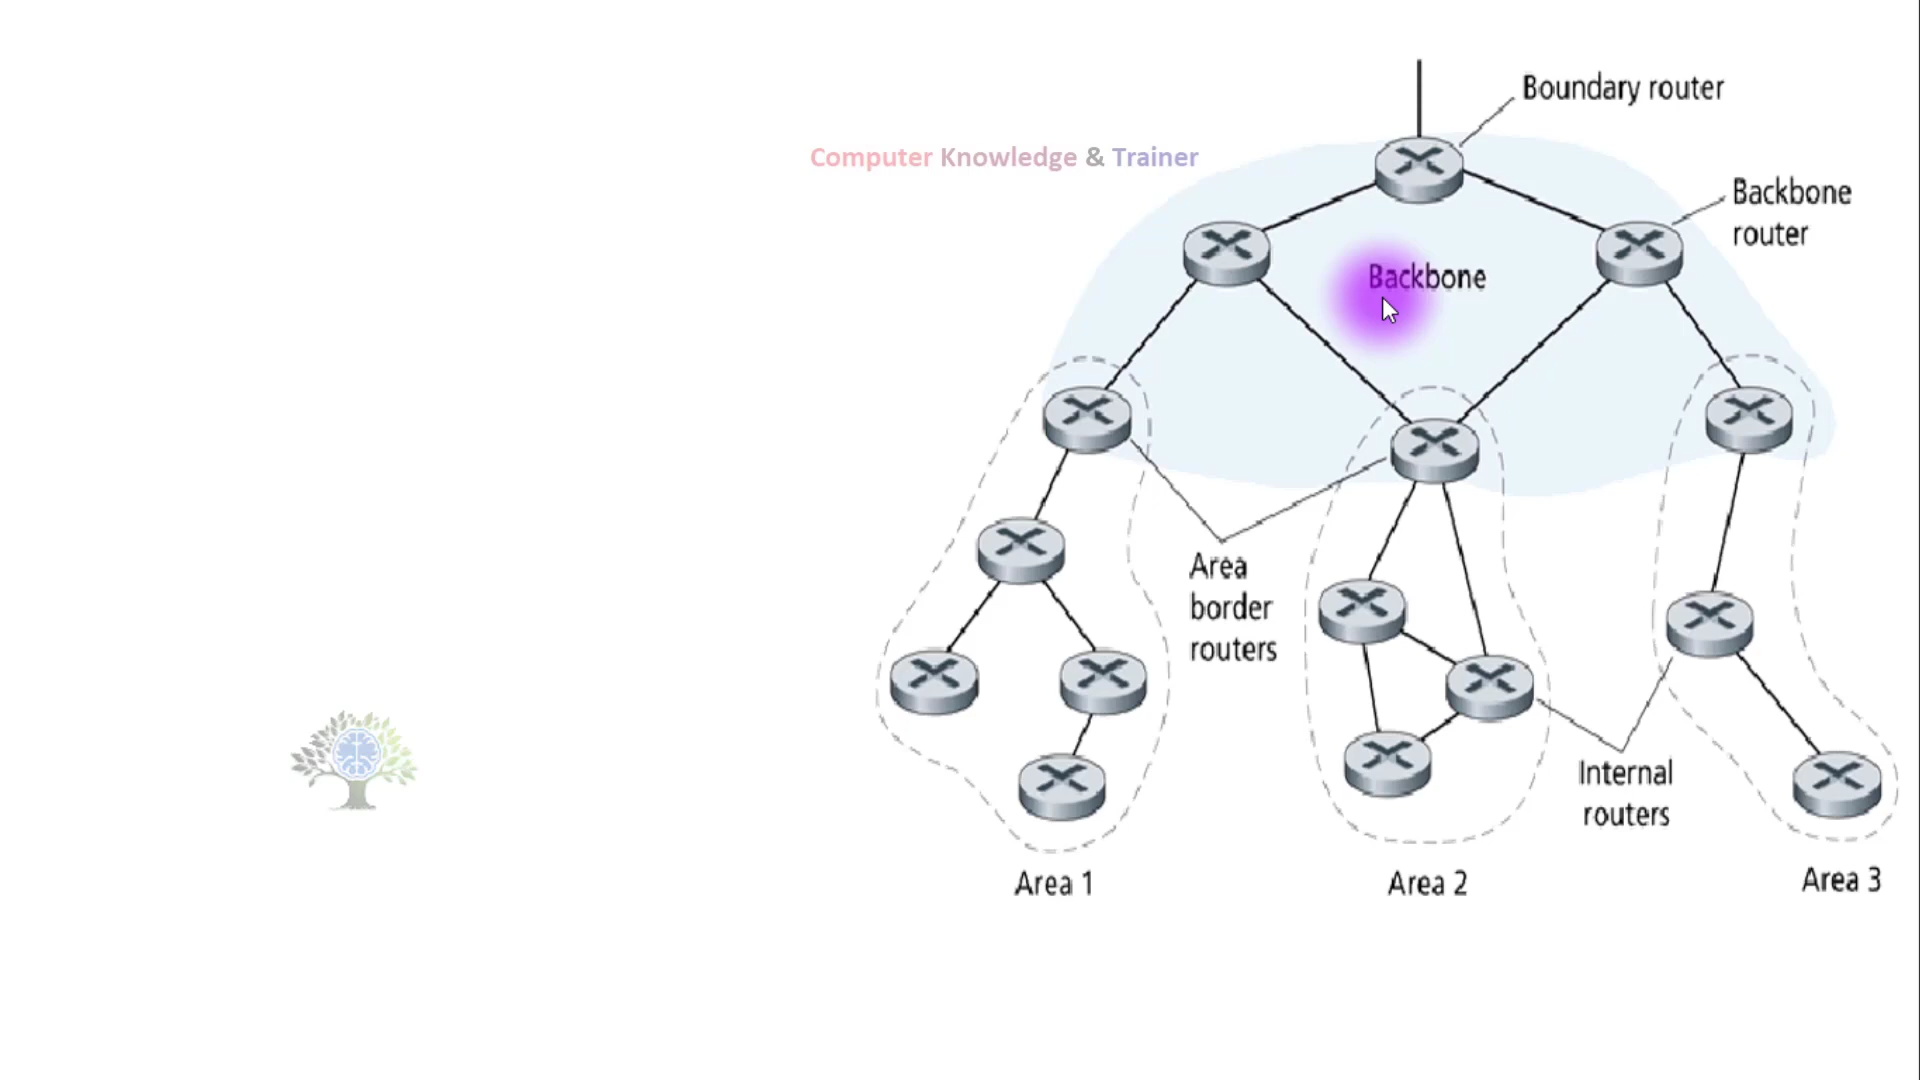 Boundary router
Computer Knowledge & Trainer
Backbone
router
Backbone
Area
border
routers
Internal
routers
Area 1
Area 2
Area 3